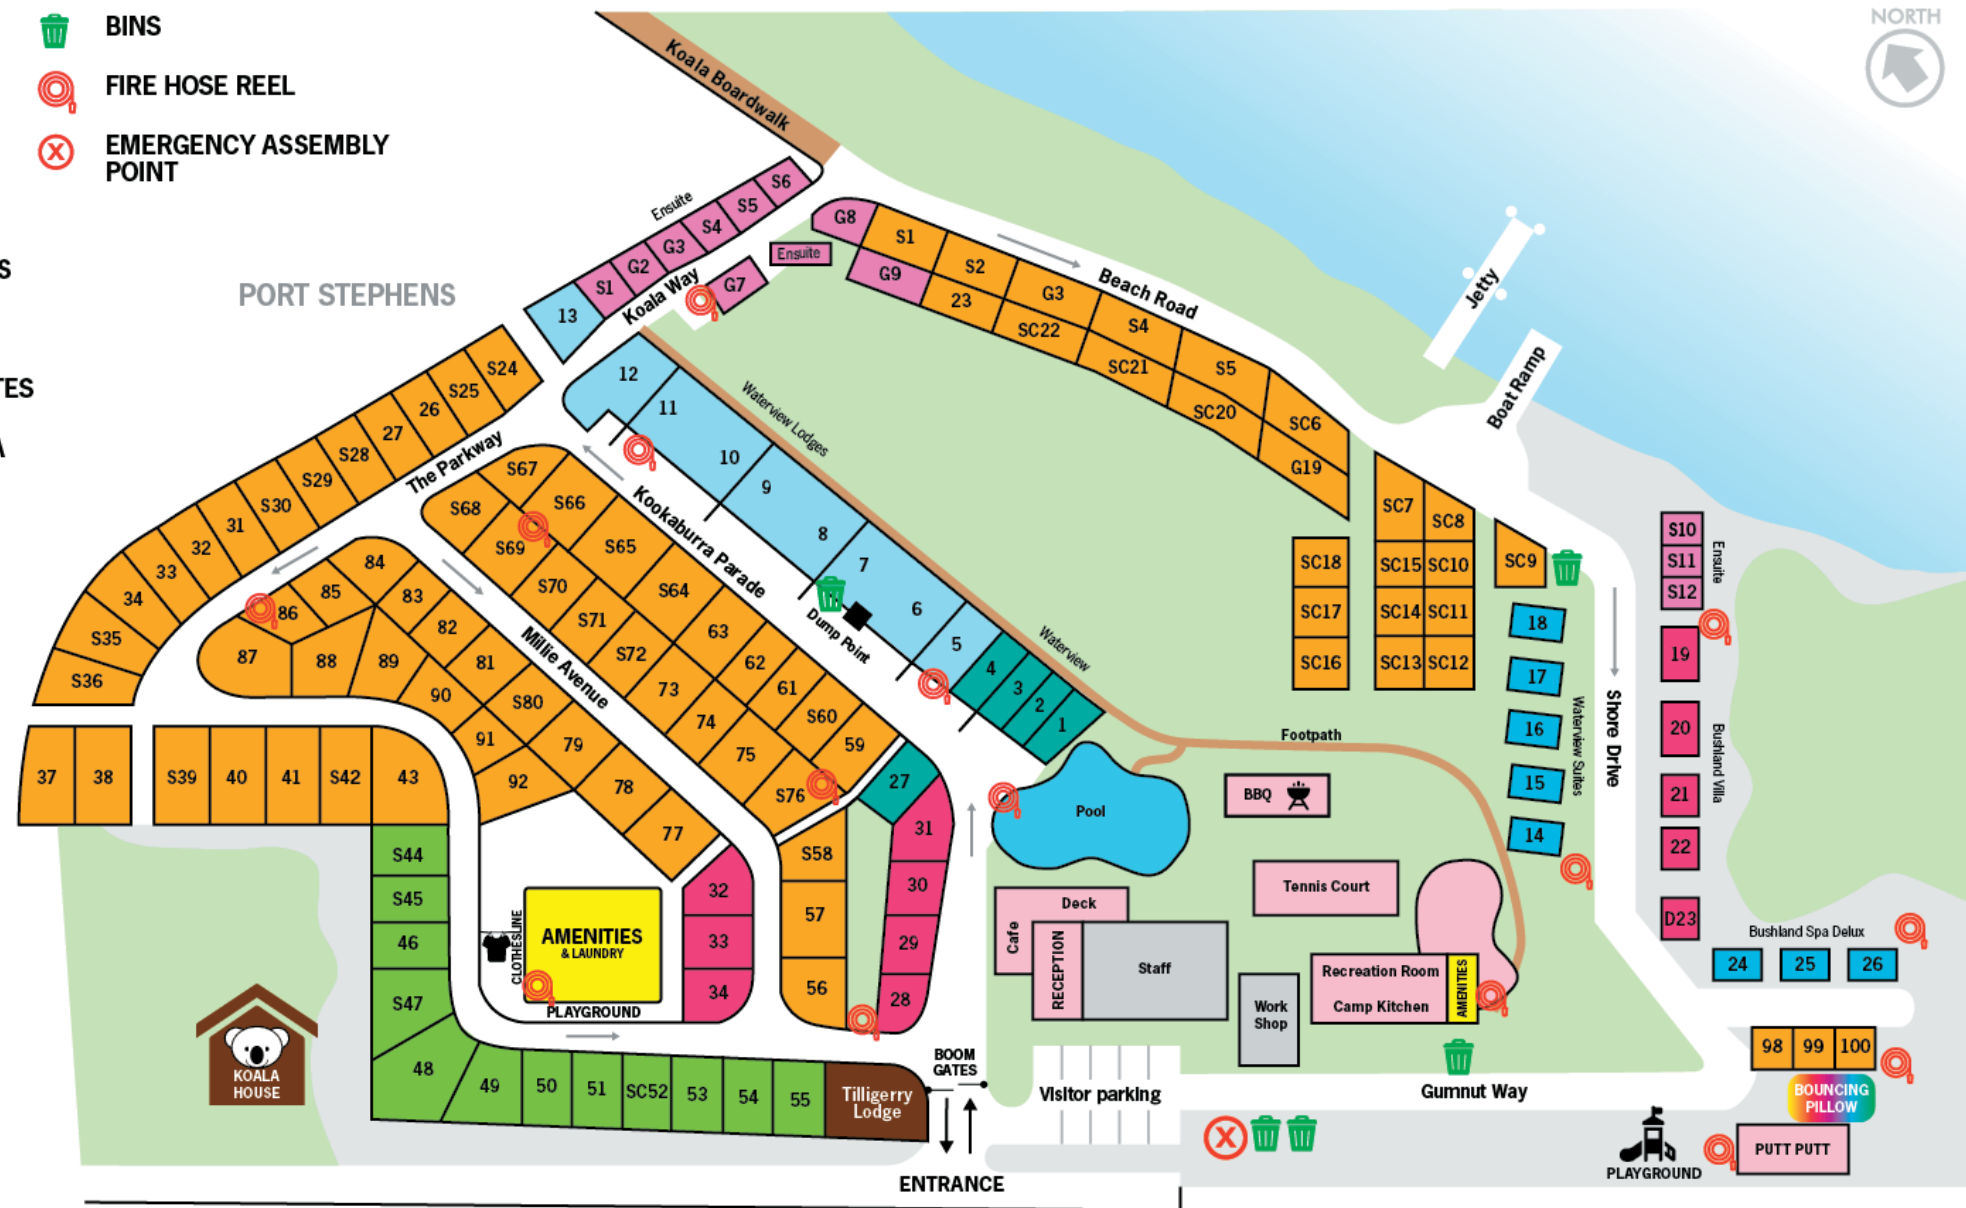 BINS
FIRE HOSE REEL
EMERGENCY ASSEMBLY
POINT
S
TES
A
NORTH
PORT STEPHENS
Koala Boardwalk
Ensuite
S6
S5
S4
G3
G2
S1
13
Koala Way
G7
Ensuite
G8
G9
S1
S2
G3
S4
S5
SC6
23
SC22
SC21
SC20
G19
Beach Road
Jetty
Boat Ramp
S24
S25
26
27
S28
S29
S30
31
32
33
34
S35
S36
The Parkway
12
11
10
9
8
7
6
5
4
3
2
1
Waterview Lodges
Waterview
Kookaburra Parade
Dump Point
S67
S66
S68
S69
S65
S70
S64
S71
63
S72
62
73
61
74
S60
75
59
S76
Millie Avenue
84
85
83
86
82
87
88
89
81
90
S80
91
79
92
78
77
37
38
S39
40
41
S42
43
S44
S45
46
S47
48
49
50
51
SC52
53
54
55
Tilligerry
Lodge
S58
57
56
27
31
30
29
28
32
33
34
CLOTHESLINE
AMENITIES
& LAUNDRY
PLAYGROUND
KOALA
HOUSE
BOOM
GATES
ENTRANCE
Visitor parking
Pool
Footpath
BBQ
Tennis Court
Deck
Cafe
RECEPTION
Staff
Work
Shop
Recreation Room
Camp Kitchen
AMENITIES
Gumnut Way
SC7
SC8
SC9
SC18
SC15
SC10
SC17
SC14
SC11
SC16
SC13
SC12
18
17
16
15
14
Waterview Suites
Shore Drive
S10
S11
S12
Ensuite
19
20
21
22
D23
Bushland Villa
Bushland Spa Delux
24
25
26
98
99
100
BOUNCING
PILLOW
PLAYGROUND
PUTT PUTT
X
X